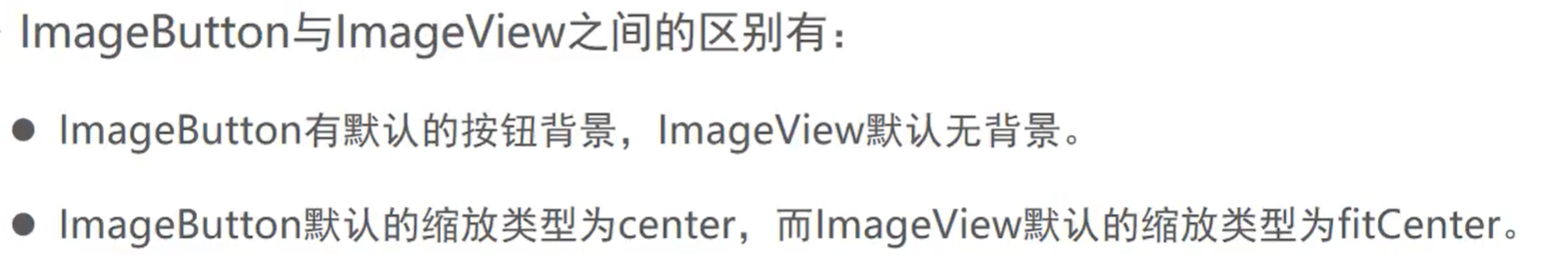 ImageButton与ImageView之间的区别有：
● ImageButton有默认的按钮背景，ImageView默认无背景。
● ImageButton默认的缩放类型为center，而ImageView默认的缩放类型为fitCenter。